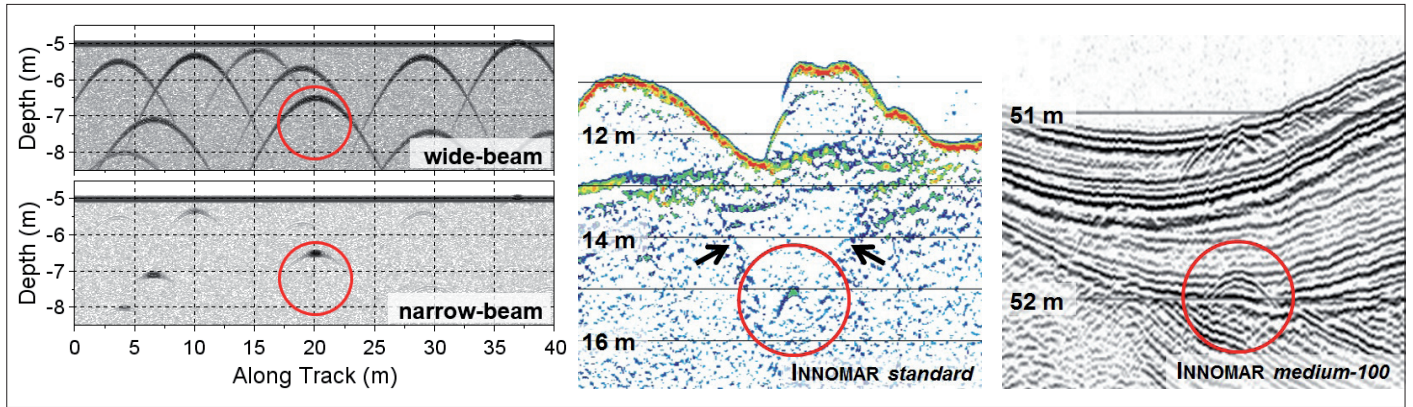 Depth (m)
-5
-6
-7
-8
wide-beam
Depth (m)
-5
-6
-7
-8
narrow-beam
0 5 10 15 20 25 30 35 40
Along Track (m)
12 m
14 m
16 m
INNOMAR standard
51 m
52 m
INNOMAR medium-100